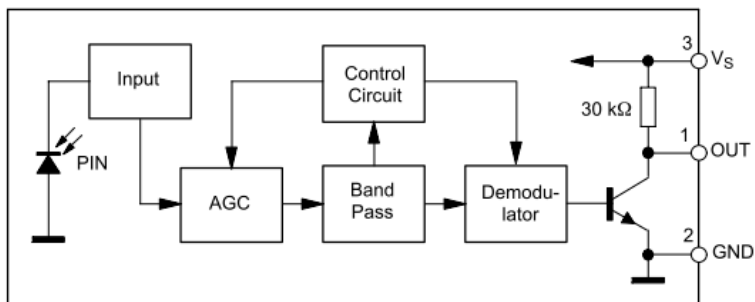 Input
Control
Circuit
3
V_S
30 kΩ
1
OUT
PIN
AGC
Band
Pass
Demodu-
lator
2
GND